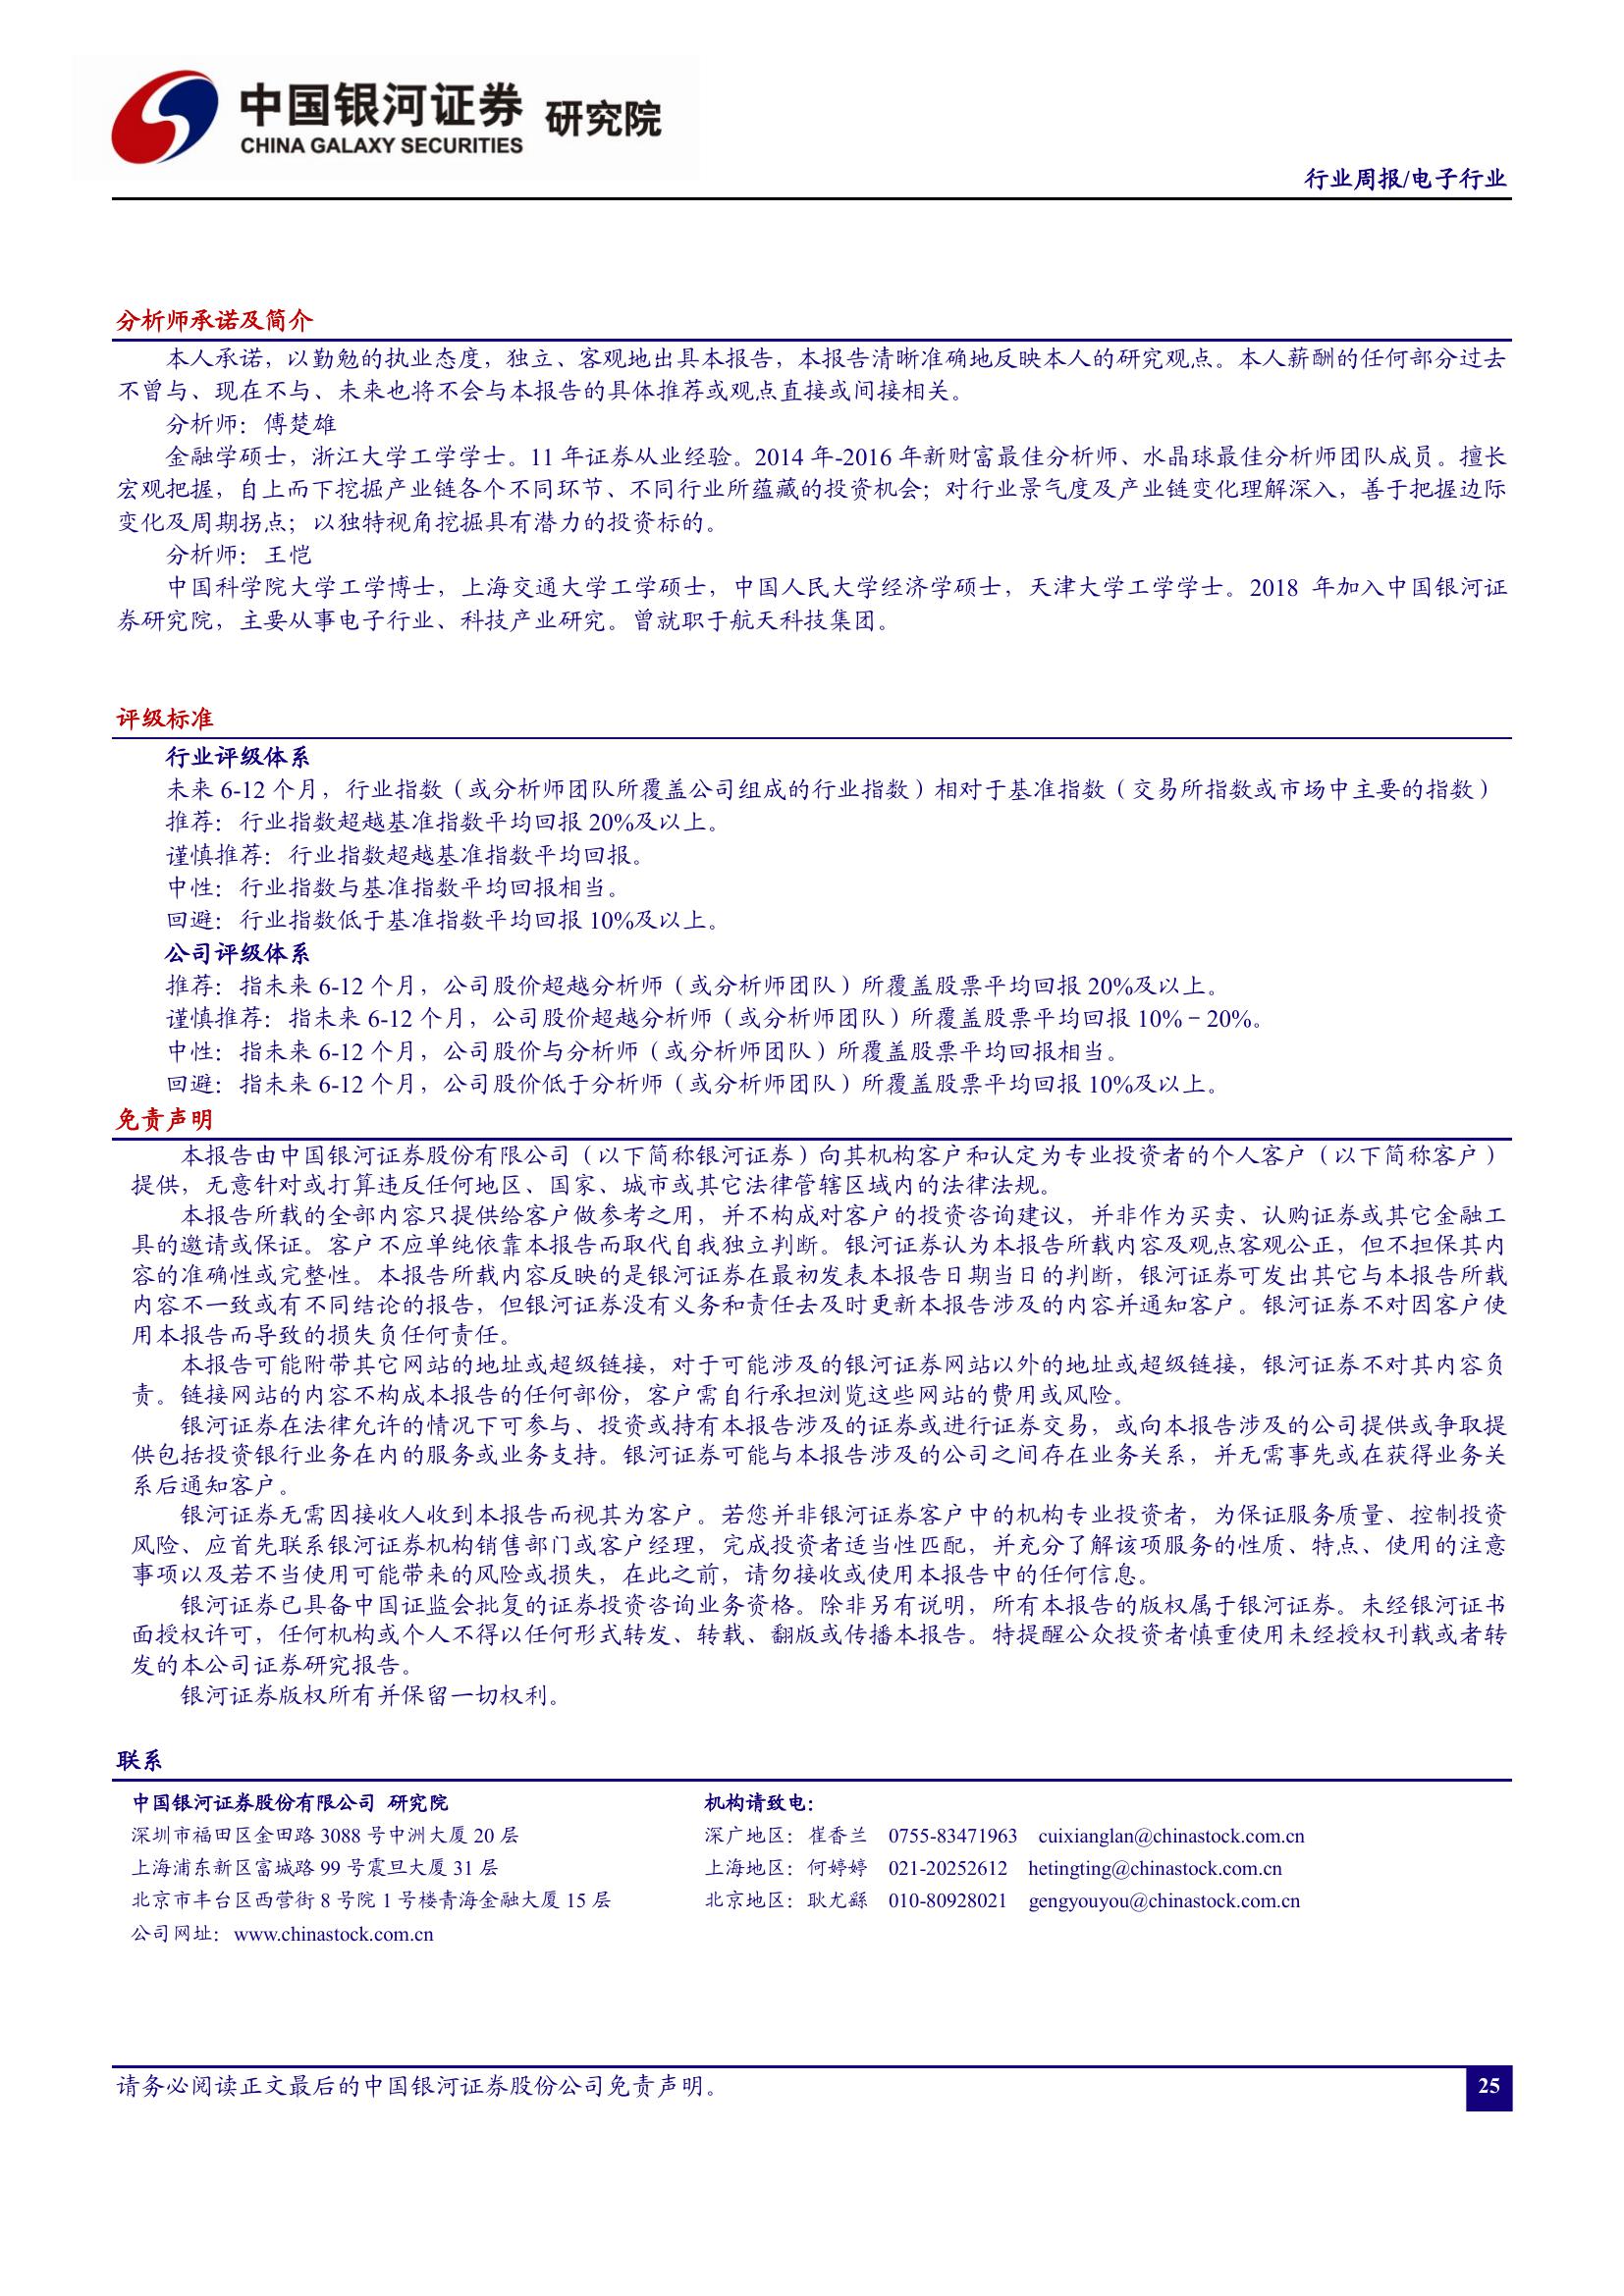 中国银河证券 研究院
CHINA GALAXY SECURITIES
行业周报/电子行业
分析师承诺及简介
本人承诺，以勤勉的执业态度，独立、客观地出具本报告，本报告清晰准确地反映本人的研究观点。本人薪酬的任何部分过去
不曾与、现在不与、未来也将不会与本报告的具体推荐或观点直接或间接相关。
分析师：傅楚雄
金融学硕士，浙江大学工学学士。11 年证券从业经验。2014 年-2016 年新财富最佳分析师、水晶球最佳分析师团队成员。擅长
宏观把握，自上而下挖掘产业链各个不同环节、不同行业所蕴藏的投资机会；对行业景气度及产业链变化理解深入，善于把握边际
变化及周期拐点；以独特视角挖掘具有潜力的投资标的。
分析师：王恺
中国科学院大学工学博士，上海交通大学工学硕士，中国人民大学经济学硕士，天津大学工学学士。2018 年加入中国银河证
券研究院，主要从事电子行业、科技产业研究。曾就职于航天科技集团。
评级标准
行业评级体系
未来 6-12 个月，行业指数（或分析师团队所覆盖公司组成的行业指数）相对于基准指数（交易所指数或市场中主要的指数）
推荐：行业指数超越基准指数平均回报 20%及以上。
谨慎推荐：行业指数超越基准指数平均回报。
中性：行业指数与基准指数平均回报相当。
回避：行业指数低于基准指数平均回报 10%及以上。
公司评级体系
推荐：指未来 6-12 个月，公司股价超越分析师（或分析师团队）所覆盖股票平均回报 20%及以上。
谨慎推荐：指未来 6-12 个月，公司股价超越分析师（或分析师团队）所覆盖股票平均回报 10%－20%。
中性：指未来 6-12 个月，公司股价与分析师（或分析师团队）所覆盖股票平均回报相当。
回避：指未来 6-12 个月，公司股价低于分析师（或分析师团队）所覆盖股票平均回报 10%及以上。
免责声明
本报告由中国银河证券股份有限公司（以下简称银河证券）向其机构客户和认定为专业投资者的个人客户（以下简称客户）
提供，无意针对或打算违反任何地区、国家、城市或其它法律管辖区域内的法律法规。
本报告所载的全部内容只提供给客户做参考之用，并不构成对客户的投资咨询建议，并非作为买卖、认购证券或其它金融工
具的邀请或保证。客户不应单纯依靠本报告而取代自我独立判断。银河证券认为本报告所载内容及观点客观公正，但不担保其内
容的准确性或完整性。本报告所载内容反映的是银河证券在最初发表本报告日期当日的判断，银河证券可发出其它与本报告所载
内容不一致或有不同结论的报告，但银河证券没有义务和责任去及时更新本报告涉及的内容并通知客户。银河证券不对因客户使
用本报告而导致的损失负任何责任。
本报告可能附带其它网站的地址或超级链接，对于可能涉及的银河证券网站以外的地址或超级链接，银河证券不对其内容负
责。链接网站的内容不构成本报告的任何部份，客户需自行承担浏览这些网站的费用或风险。
银河证券在法律允许的情况下可参与、投资或持有本报告涉及的证券或进行证券交易，或向本报告涉及的公司提供或争取提
供包括投资银行业务在内的服务或业务支持。银河证券可能与本报告涉及的公司之间存在业务关系，并无需事先或在获得业务关
系后通知客户。
银河证券无需因接收人收到本报告而视其为客户。若您并非银河证券客户中的机构专业投资者，为保证服务质量、控制投资
风险、应首先联系银河证券机构销售部门或客户经理，完成投资者适当性匹配，并充分了解该项服务的性质、特点、使用的注意
事项以及若不当使用可能带来的风险或损失，在此之前，请勿接收或使用本报告中的任何信息。
银河证券已具备中国证监会批复的证券投资咨询业务资格。除非另有说明，所有本报告的版权属于银河证券。未经银河证书
面授权许可，任何机构或个人不得以任何形式转发、转载、翻版或传播本报告。特提醒公众投资者慎重使用未经授权刊载或者转
发的本公司证券研究报告。
银河证券版权所有并保留一切权利。
联系
中国银河证券股份有限公司 研究院
深圳市福田区金田路 3088 号中洲大厦 20 层
上海浦东新区富城路 99 号震旦大厦 31 层
北京市丰台区西营街 8 号院 1 号楼青海金融大厦 15 层
公司网址：www.chinastock.com.cn
机构请致电：
深广地区：崔香兰 0755-83471963 cuixianglan@chinastock.com.cn
上海地区：何婷婷 021-20252612 hetingting@chinastock.com.cn
北京地区：耿尤繇 010-80928021 gengyouyou@chinastock.com.cn
请务必阅读正文最后的中国银河证券股份公司免责声明。
25